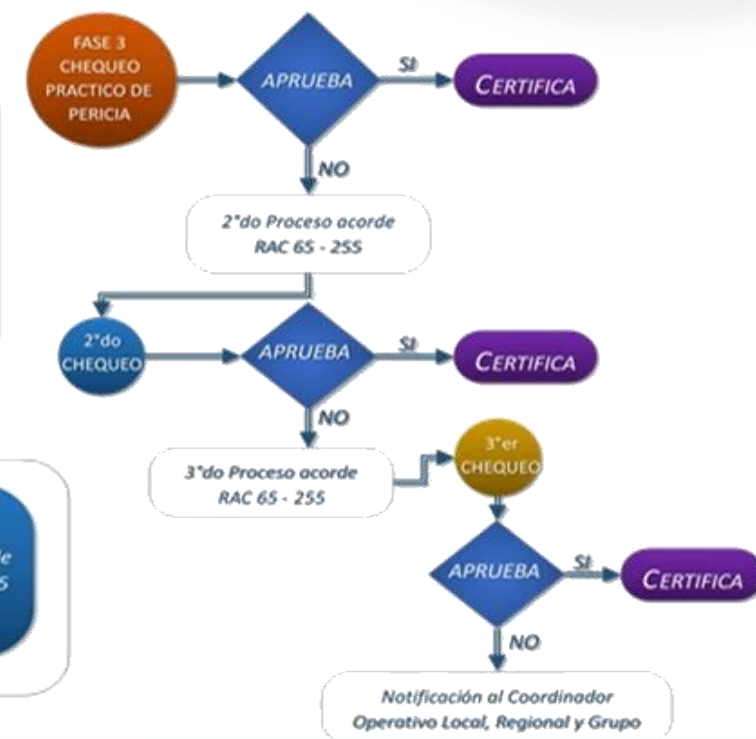 FASE 3
CHEQUEO
PRACTICO DE
PERICIA
APRUEBA
SI
CERTIFICA
NO
2°do Proceso acorde
RAC 65 - 255
2°do
CHEQUEO
APRUEBA
SI
CERTIFICA
NO
3°do Proceso acorde
RAC 65 - 255
3°er
CHEQUEO
APRUEBA
SI
CERTIFICA
NO
Notificación al Coordinador
Operativo Local, Regional y Grupo